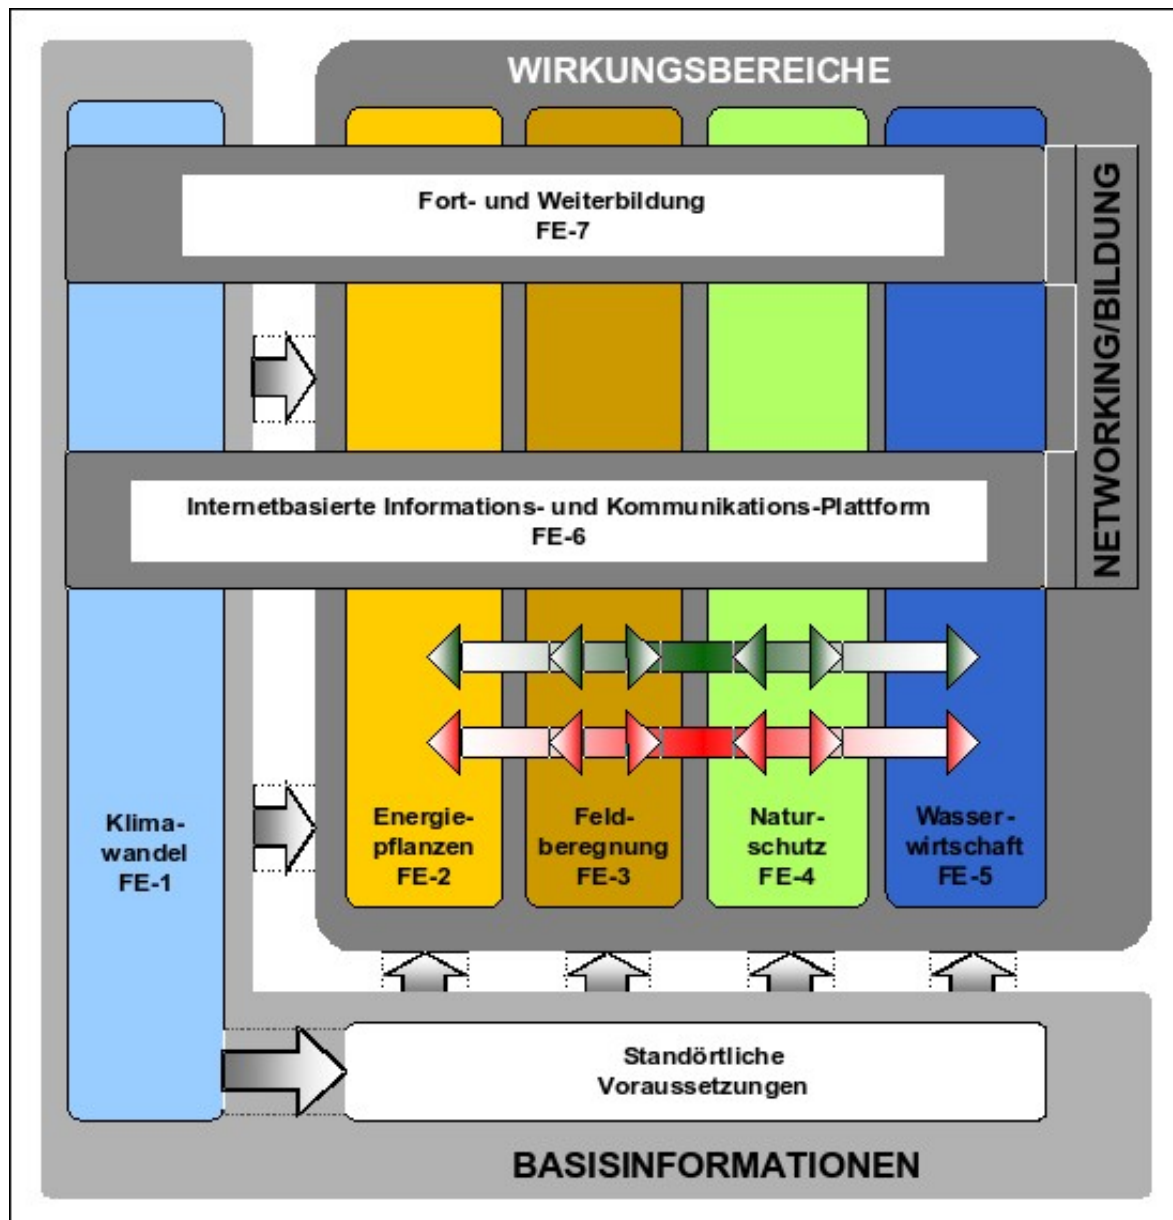 WIRKUNGSBEREICHE
Fort- und Weiterbildung
FE-7
NETWORKING/BILDUNG
Internetbasierte Informations- und Kommunikations-Plattform
FE-6
Klima-
wandel
FE-1
Energie-
pflanzen
FE-2
Feld-
beregnung
FE-3
Natur-
schutz
FE-4
Wasser-
wirtschaft
FE-5
Standörtliche
Voraussetzungen
BASISINFORMATIONEN